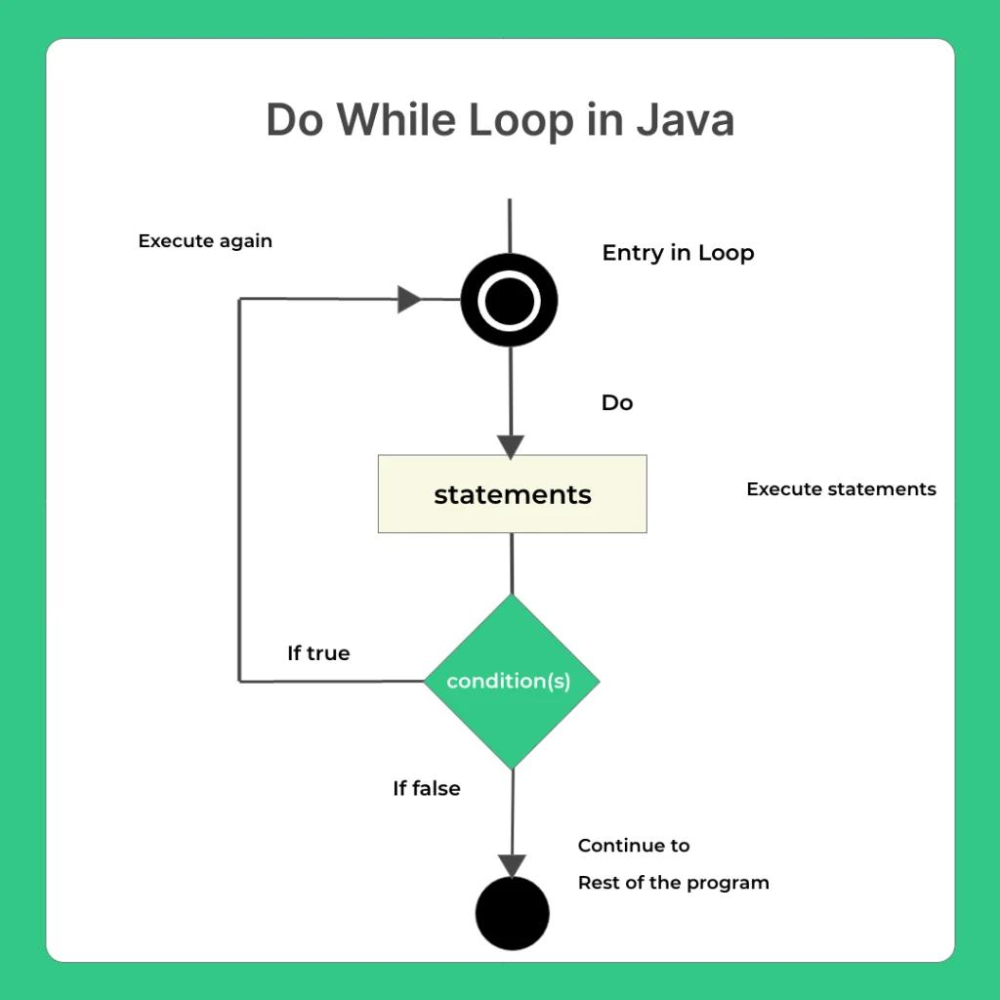 Do While Loop in Java
Execute again
Entry in Loop
Do
statements
Execute statements
If true
condition(s)
If false
Continue to
Rest of the program